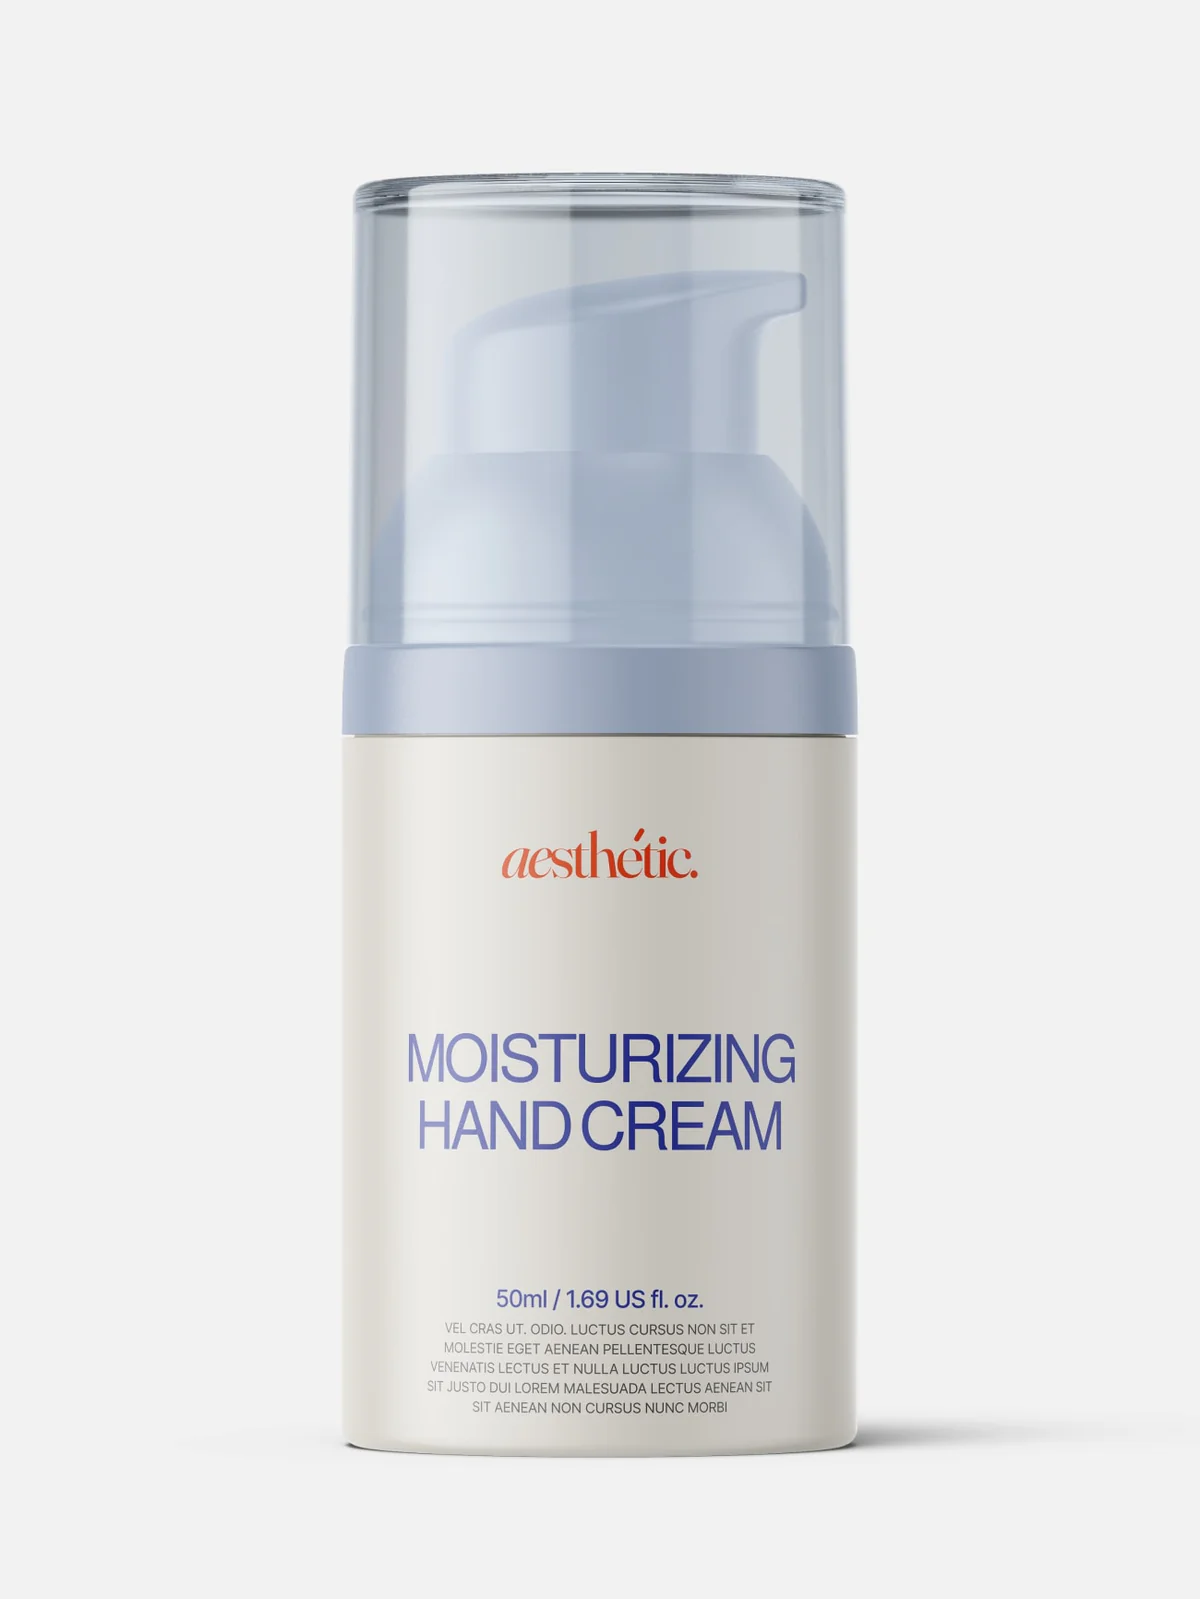 aesthétic.
MOISTURIZING
HAND CREAM
50ml / 1.69 US fl. oz.
VEL CRAS UT. ODIO. LUCTUS CURSUS NON SIT ET
MOLESTIE EGET AENEAN PELLENTESQUE LUCTUS
VENENATIS LECTUS ET NULLA LUCTUS LUCTUS IPSUM
SIT JUSTO DUI LOREM MALESUADA LECTUS AENEAN SIT
SIT AENEAN NON CURSUS NUNC MORBI